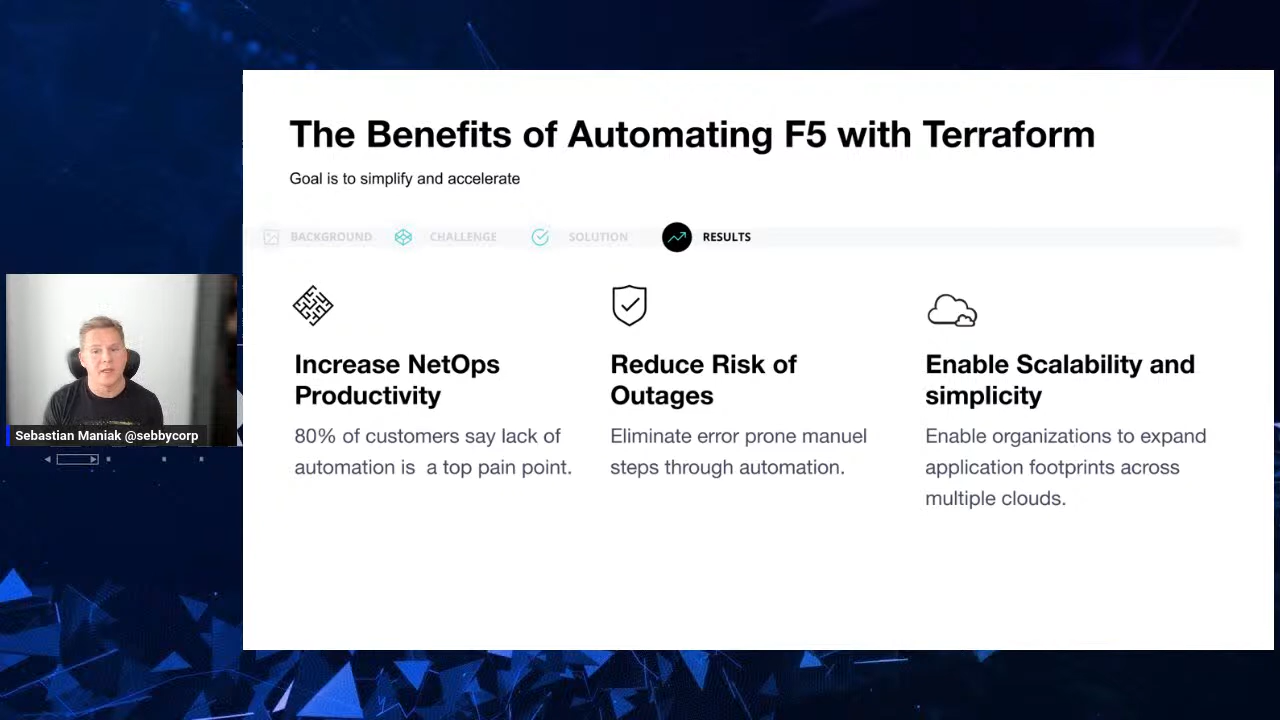 The Benefits of Automating F5 with Terraform
Goal is to simplify and accelerate
BACKGROUND CHALLENGE SOLUTION RESULTS
Increase NetOps
Productivity
80% of customers say lack of
automation is  a top pain point.
Reduce Risk of
Outages
Eliminate error prone manuel
steps through automation.
Enable Scalability and
simplicity
Enable organizations to expand
application footprints across
multiple clouds.
Sebastian Maniak @sebbycorp